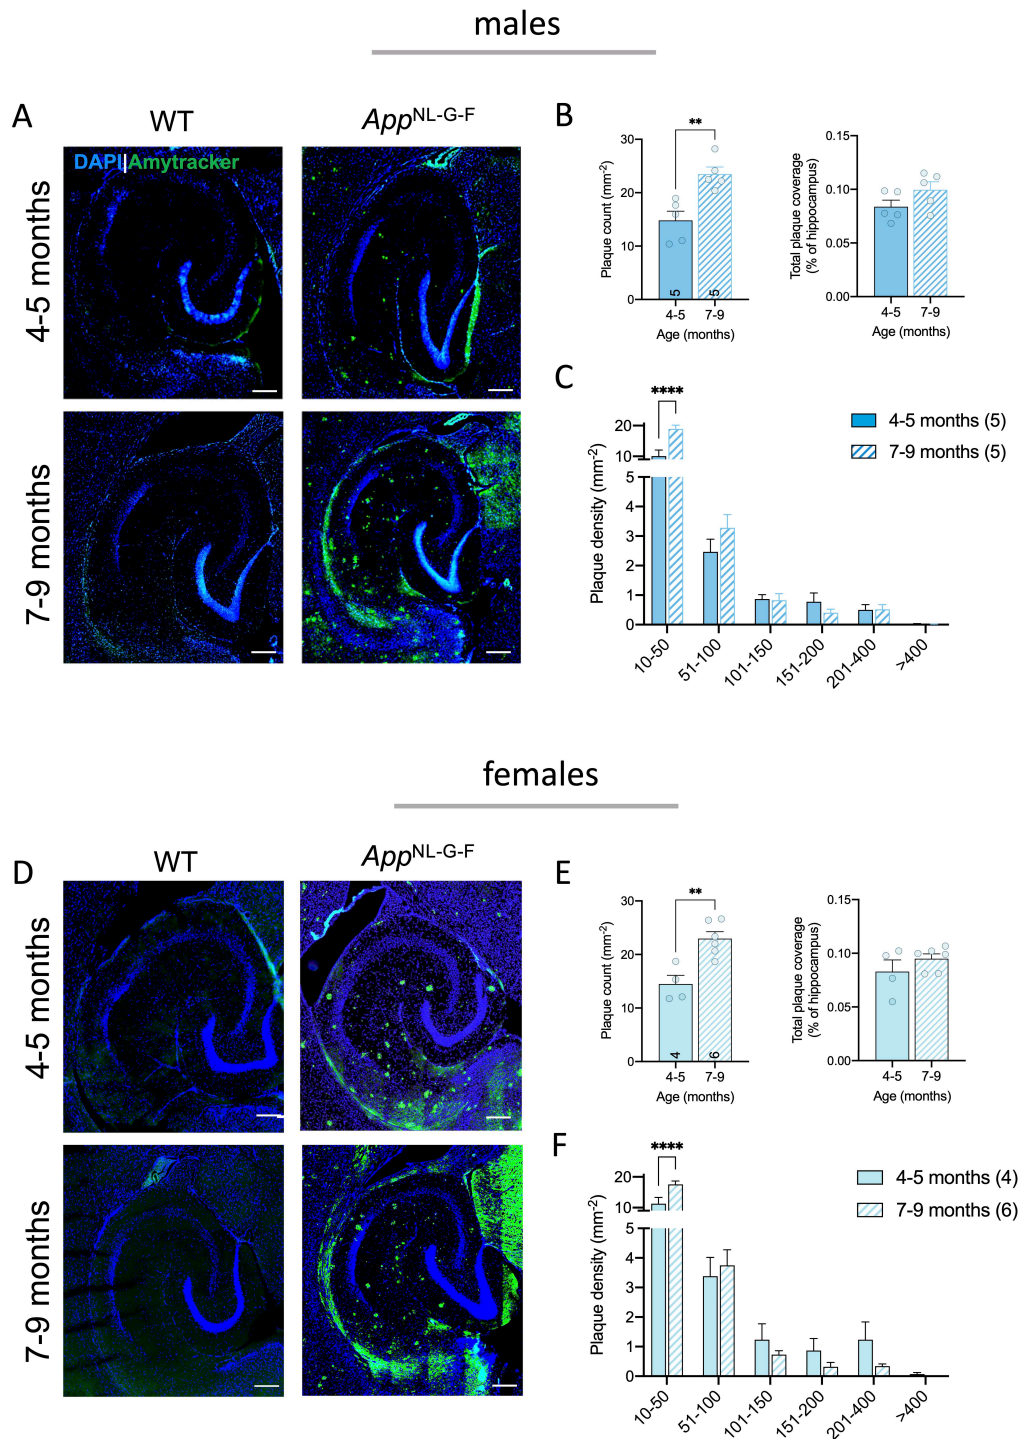 males
A
WT
App^NL-G-F
DAPI|Amytracker
4-5 months
7-9 months
B
**
Plaque count (mm-2)
30
20
10
0
5
5
4-5
7-9
Age (months)
Total plaque coverage
(% of hippocampus)
0.15
0.10
0.05
0.00
4-5
7-9
Age (months)
C
****
Plaque density (mm-2)
20
10
5
4
3
2
1
0
10-50
51-100
101-150
151-200
201-400
>400
4-5 months (5)
7-9 months (5)
females
D
WT
App^NL-G-F
4-5 months
7-9 months
E
**
Plaque count (mm-2)
30
20
10
0
4
6
4-5
7-9
Age (months)
Total plaque coverage
(% of hippocampus)
0.15
0.10
0.05
0.00
4-5
7-9
Age (months)
F
****
Plaque density (mm-2)
20
10
5
4
3
2
1
0
10-50
51-100
101-150
151-200
201-400
>400
4-5 months (4)
7-9 months (6)